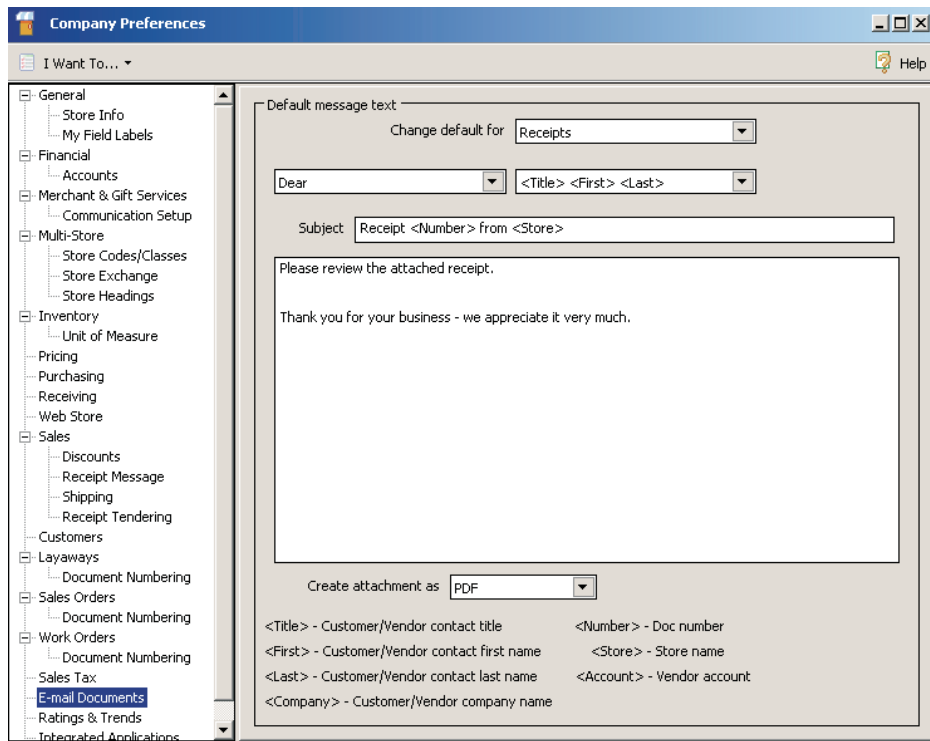 Company Preferences
I Want To...
Help
General
Store Info
My Field Labels
Financial
Accounts
Merchant & Gift Services
Communication Setup
Multi-Store
Store Codes/Classes
Store Exchange
Store Headings
Inventory
Unit of Measure
Pricing
Purchasing
Receiving
Web Store
Sales
Discounts
Receipt Message
Shipping
Receipt Tendering
Customers
Layaways
Document Numbering
Sales Orders
Document Numbering
Work Orders
Document Numbering
Sales Tax
E-mail Documents
Ratings & Trends
Integrated Applications
Default message text
Change default for Receipts
Dear <Title> <First> <Last>
Subject Receipt <Number> from <Store>
Please review the attached receipt.
Thank you for your business - we appreciate it very much.
Create attachment as PDF
<Title> - Customer/Vendor contact title <Number> - Doc number
<First> - Customer/Vendor contact first name <Store> - Store name
<Last> - Customer/Vendor contact last name <Account> - Vendor account
<Company> - Customer/Vendor company name